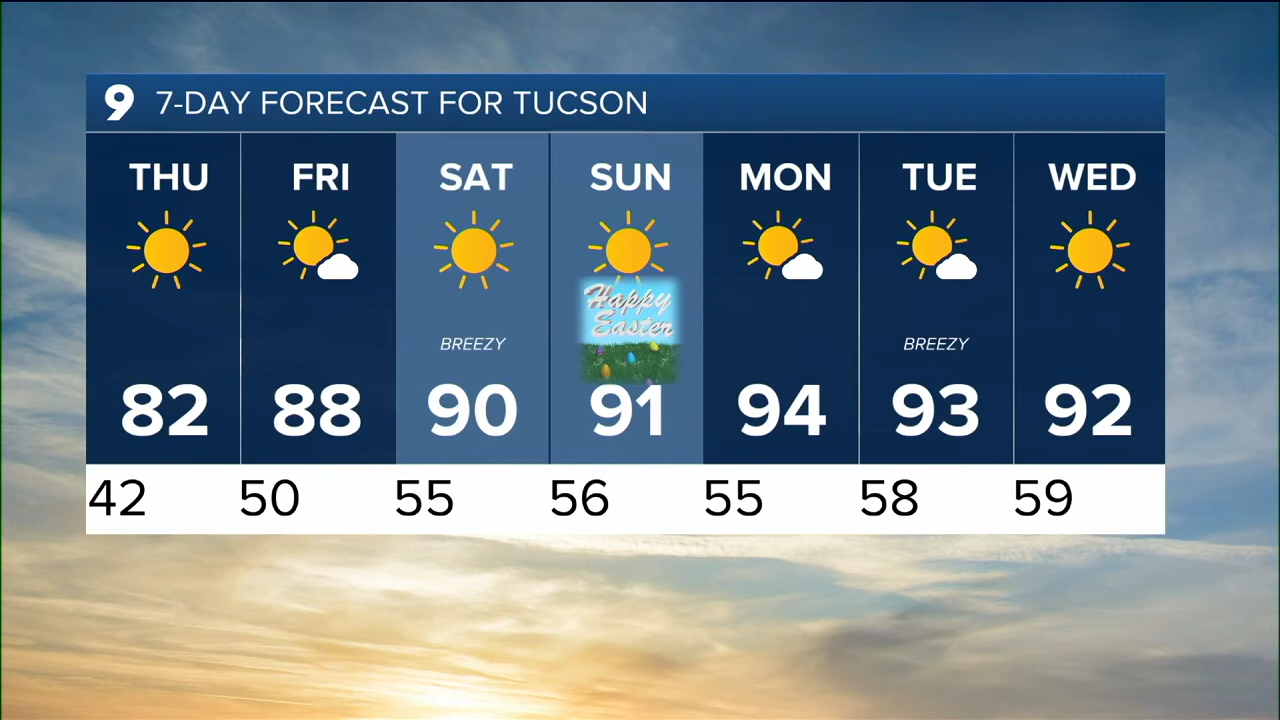 9 7-DAY FORECAST FOR TUCSON
THU FRI SAT SUN MON TUE WED
Happy
Easter
BREEZY BREEZY
82 88 90 91 94 93 92
42 50 55 56 55 58 59